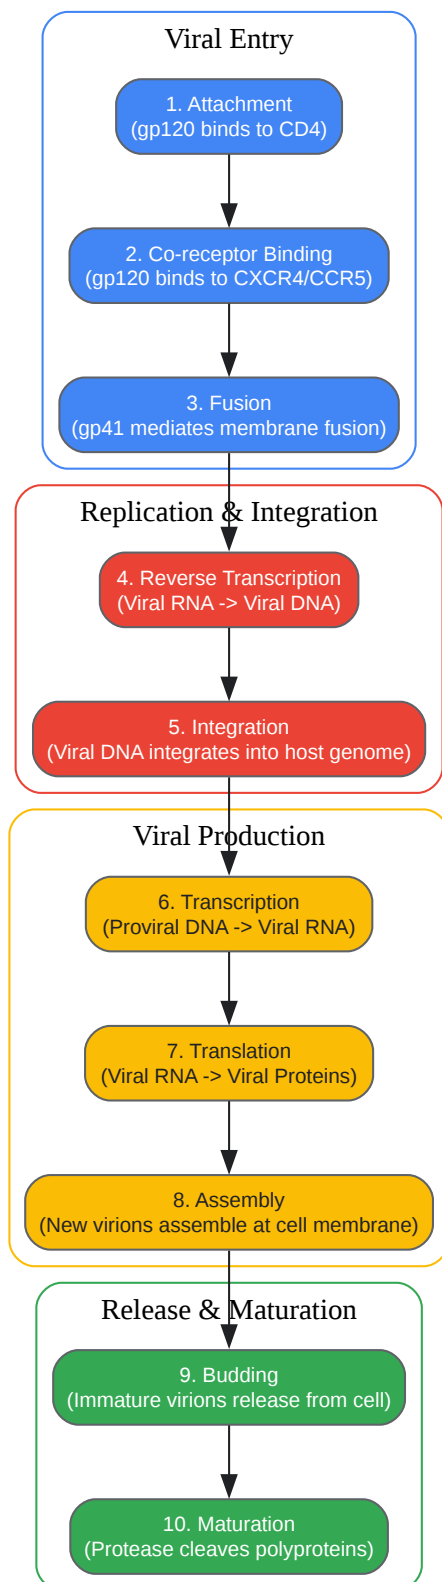 Viral Entry
1. Attachment
(gp120 binds to CD4)
2. Co-receptor Binding
(gp120 binds to CXCR4/CCR5)
3. Fusion
(gp41 mediates membrane fusion)
Replication & Integration
4. Reverse Transcription
(Viral RNA -> Viral DNA)
5. Integration
(Viral DNA integrates into host genome)
Viral Production
6. Transcription
(Proviral DNA -> Viral RNA)
7. Translation
(Viral RNA -> Viral Proteins)
8. Assembly
(New virions assemble at cell membrane)
Release & Maturation
9. Budding
(Immature virions release from cell)
10. Maturation
(Protease cleaves polyproteins)